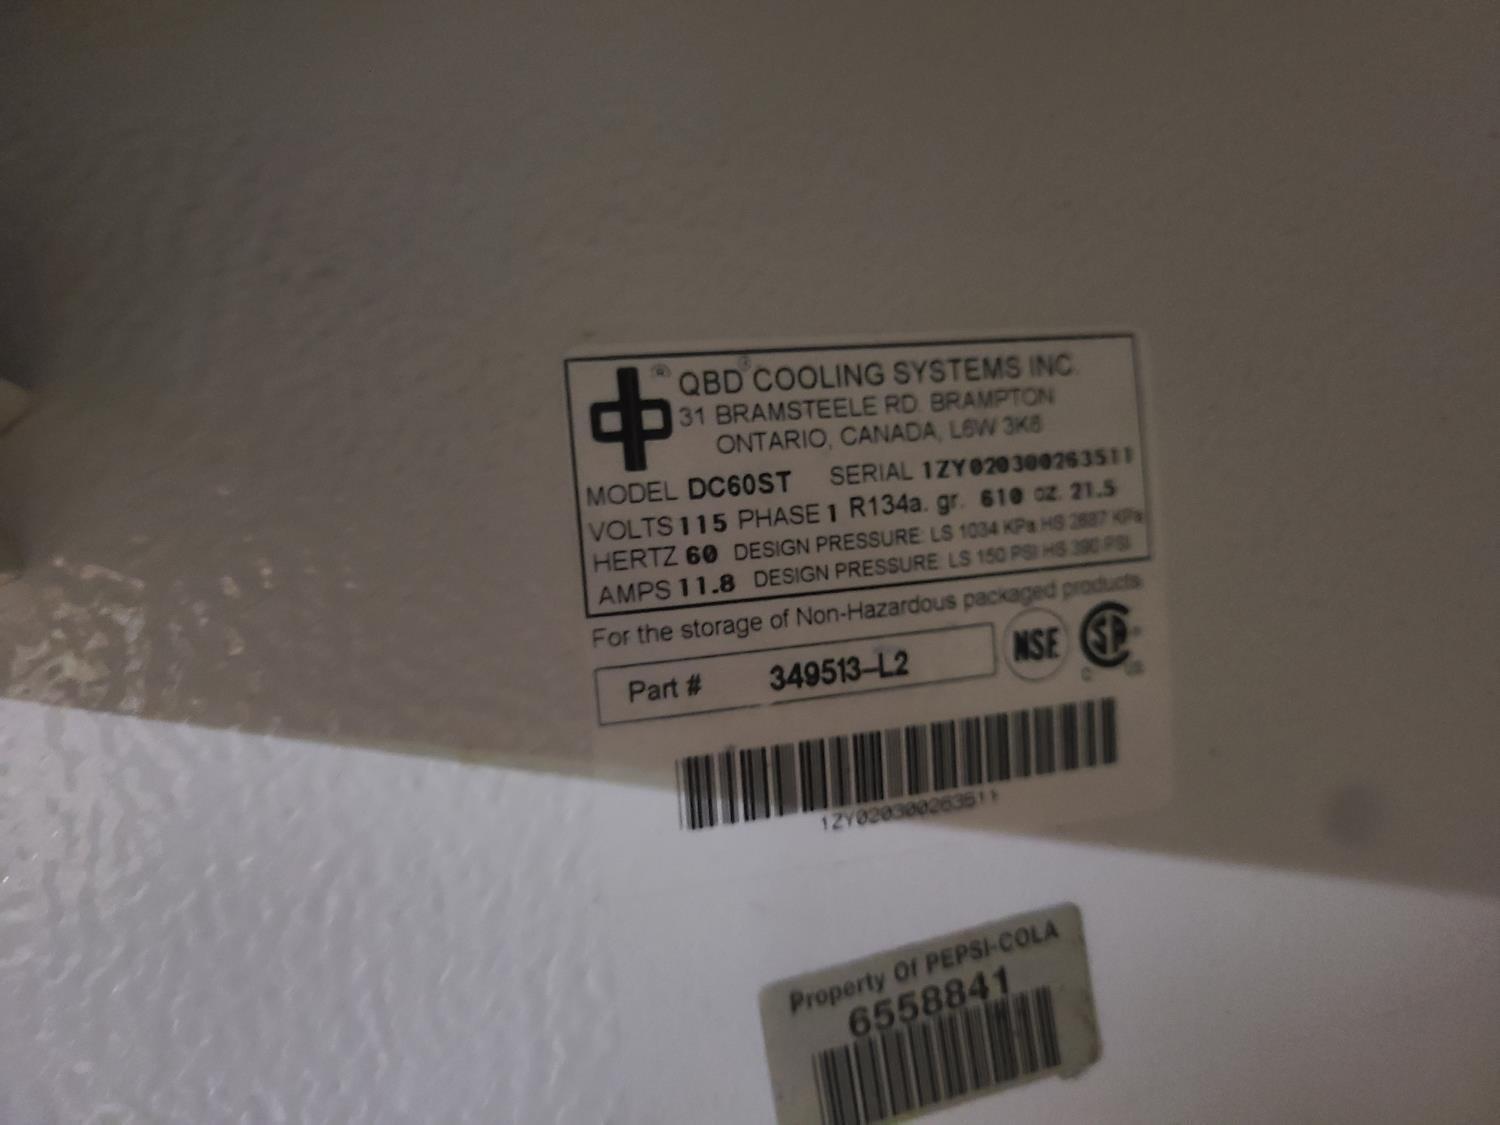 ® QBD® COOLING SYSTEMS INC.
31 BRAMSTEELE RD. BRAMPTON
ONTARIO, CANADA, L6W 3K6
MODEL DC60ST SERIAL 1ZY020300263511
VOLTS 115 PHASE 1 R134a. gr. 610 oz. 21.5
HERTZ 60 DESIGN PRESSURE: LS 1034 KPa HS 2687 KPa
AMPS 11.8 DESIGN PRESSURE: LS 150 PSI HS 390 PSI
For the storage of Non-Hazardous packaged products
Part # 349513-L2
NSF
SA
C US
1ZY020300263511
Property Of PEPSI-COLA
6558841